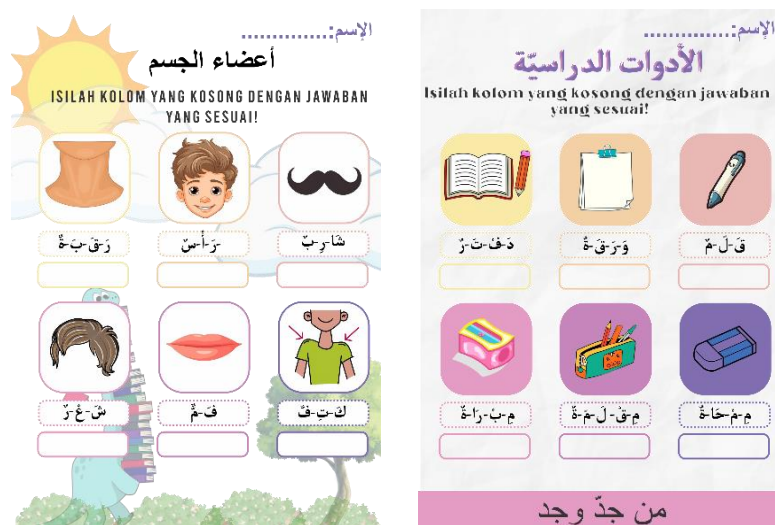 الإسم:..............
أعضاء الجسم
ISILAH KOLOM YANG KOSONG DENGAN JAWABAN
YANG SESUAI!
شَا-رِ-بٌ
رَ-أْ-سٌ-
رَ-قَ-بَ-ةٌ
كَ-تِ-فٌ
فَ-مٌ
شَ-عْ-رٌ
الإسم:..............
الأدوات الدراسيّة
Isilah kolom yang kosong dengan jawaban
yang sesuai!
قَ-لَ-مٌ
وَ-رَ-قَ-ةٌ
دَ-فْ-تَ-رٌ
مِ-مْ-حَا-ةٌ
مِ-قْ-لَ-مَ-ةٌ
مِ-بْ-رَا-ةٌ
من جدّ وجد